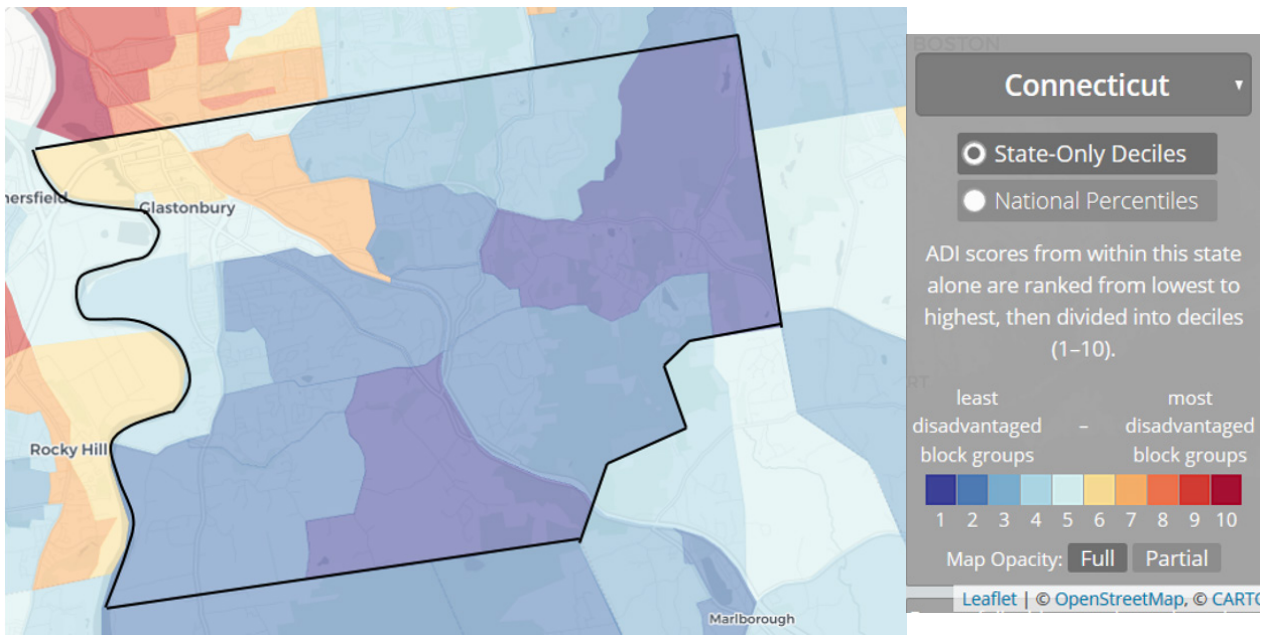 BOSTON
Connecticut
State-Only Deciles
National Percentiles
ADI scores from within this state
alone are ranked from lowest to
highest, then divided into deciles
(1–10).
RT
least
disadvantaged
block groups
–
most
disadvantaged
block groups
1 2 3 4 5 6 7 8 9 10
Map Opacity: Full Partial
Leaflet | © OpenStreetMap, © CARTO
hersfield
Glastonbury
Rocky Hill
Marlborough